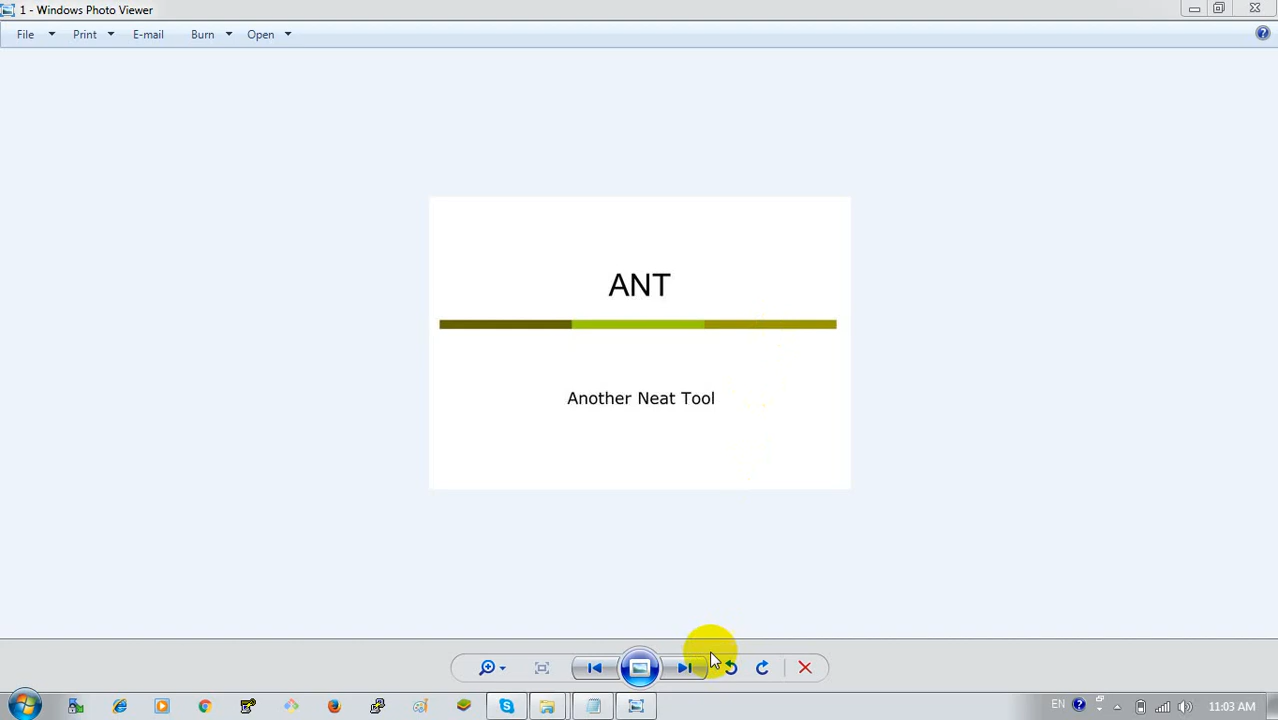 1 - Windows Photo Viewer
File Print E-mail Burn Open
ANT
Another Neat Tool
EN 11:03 AM